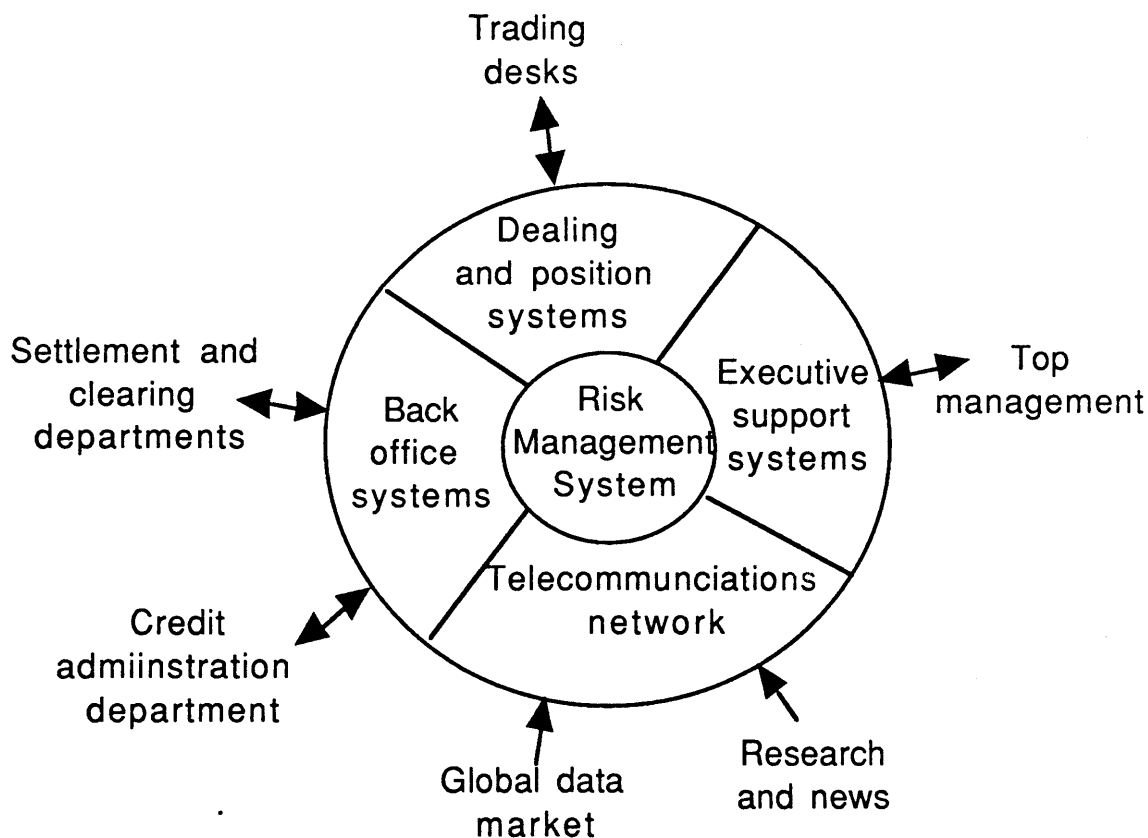 Trading
desks
Dealing
and position
systems
Settlement and
clearing
departments
Back
office
systems
Risk
Management
System
Executive
support
systems
Top
management
Telecommunciations
network
Credit
admiinstration
department
Global data
market
Research
and news